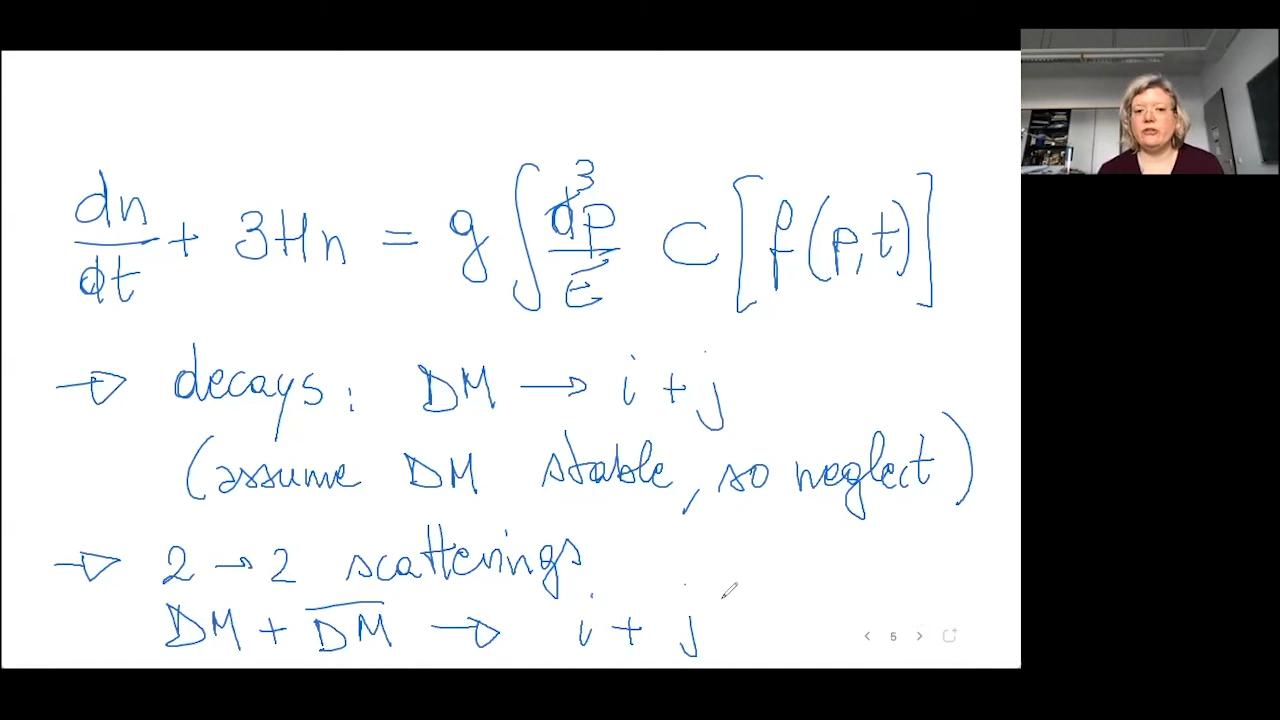 dn/dt + 3Hn = g ∫ d³p/E C[f(p,t)]
→ decays: DM → i + j
(assume DM stable, so neglect)
→ 2 → 2 scatterings
DM + D̅M̅ → i + j
< 5 >